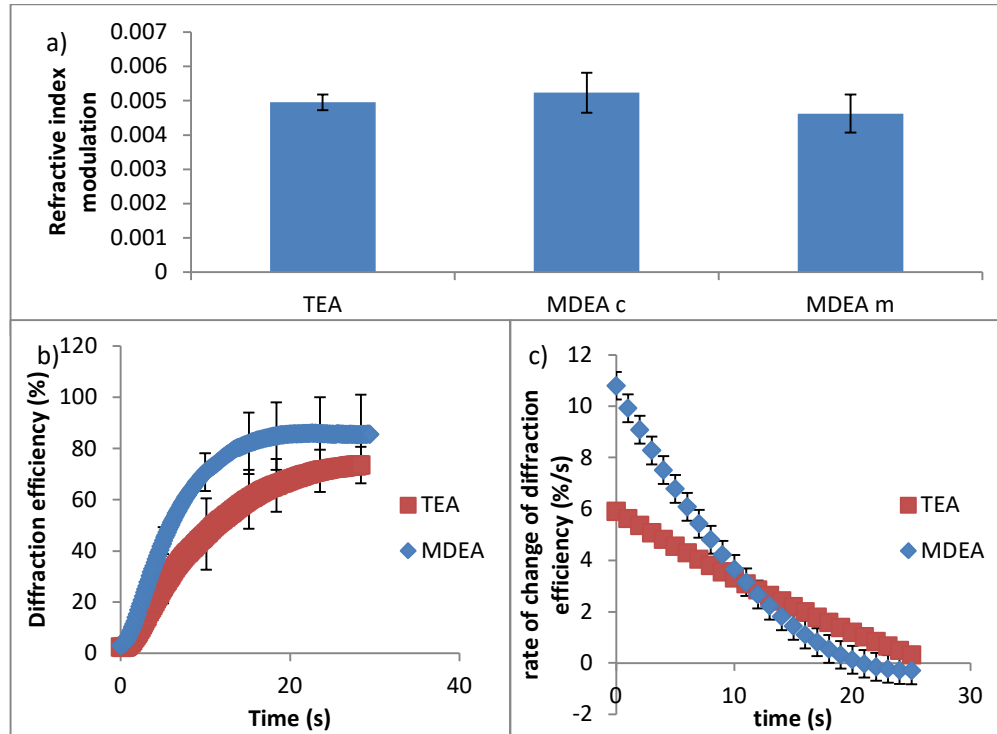 a)
Refractive index
modulation
0.007
0.006
0.005
0.004
0.003
0.002
0.001
0
TEA
MDEA c
MDEA m
b)
Diffraction efficiency (%)
120
100
80
60
40
20
0
0
20
40
Time (s)
TEA
MDEA
c)
rate of change of diffraction
efficiency (%/s)
12
10
8
6
4
2
0
-2
0
10
20
30
time (s)
TEA
MDEA